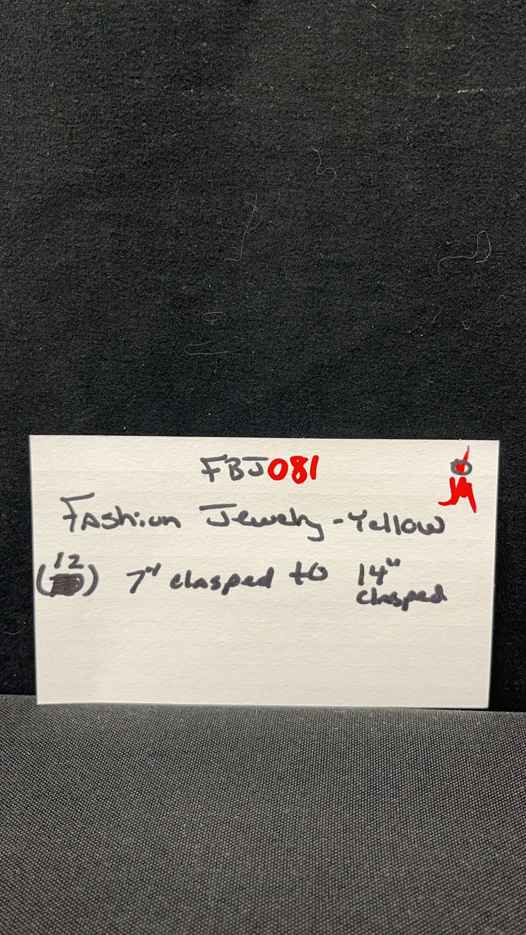 FBJ081
JM
Fashion Jewelry - Yellow
12
( ) 7" clasped to 14"
clasped